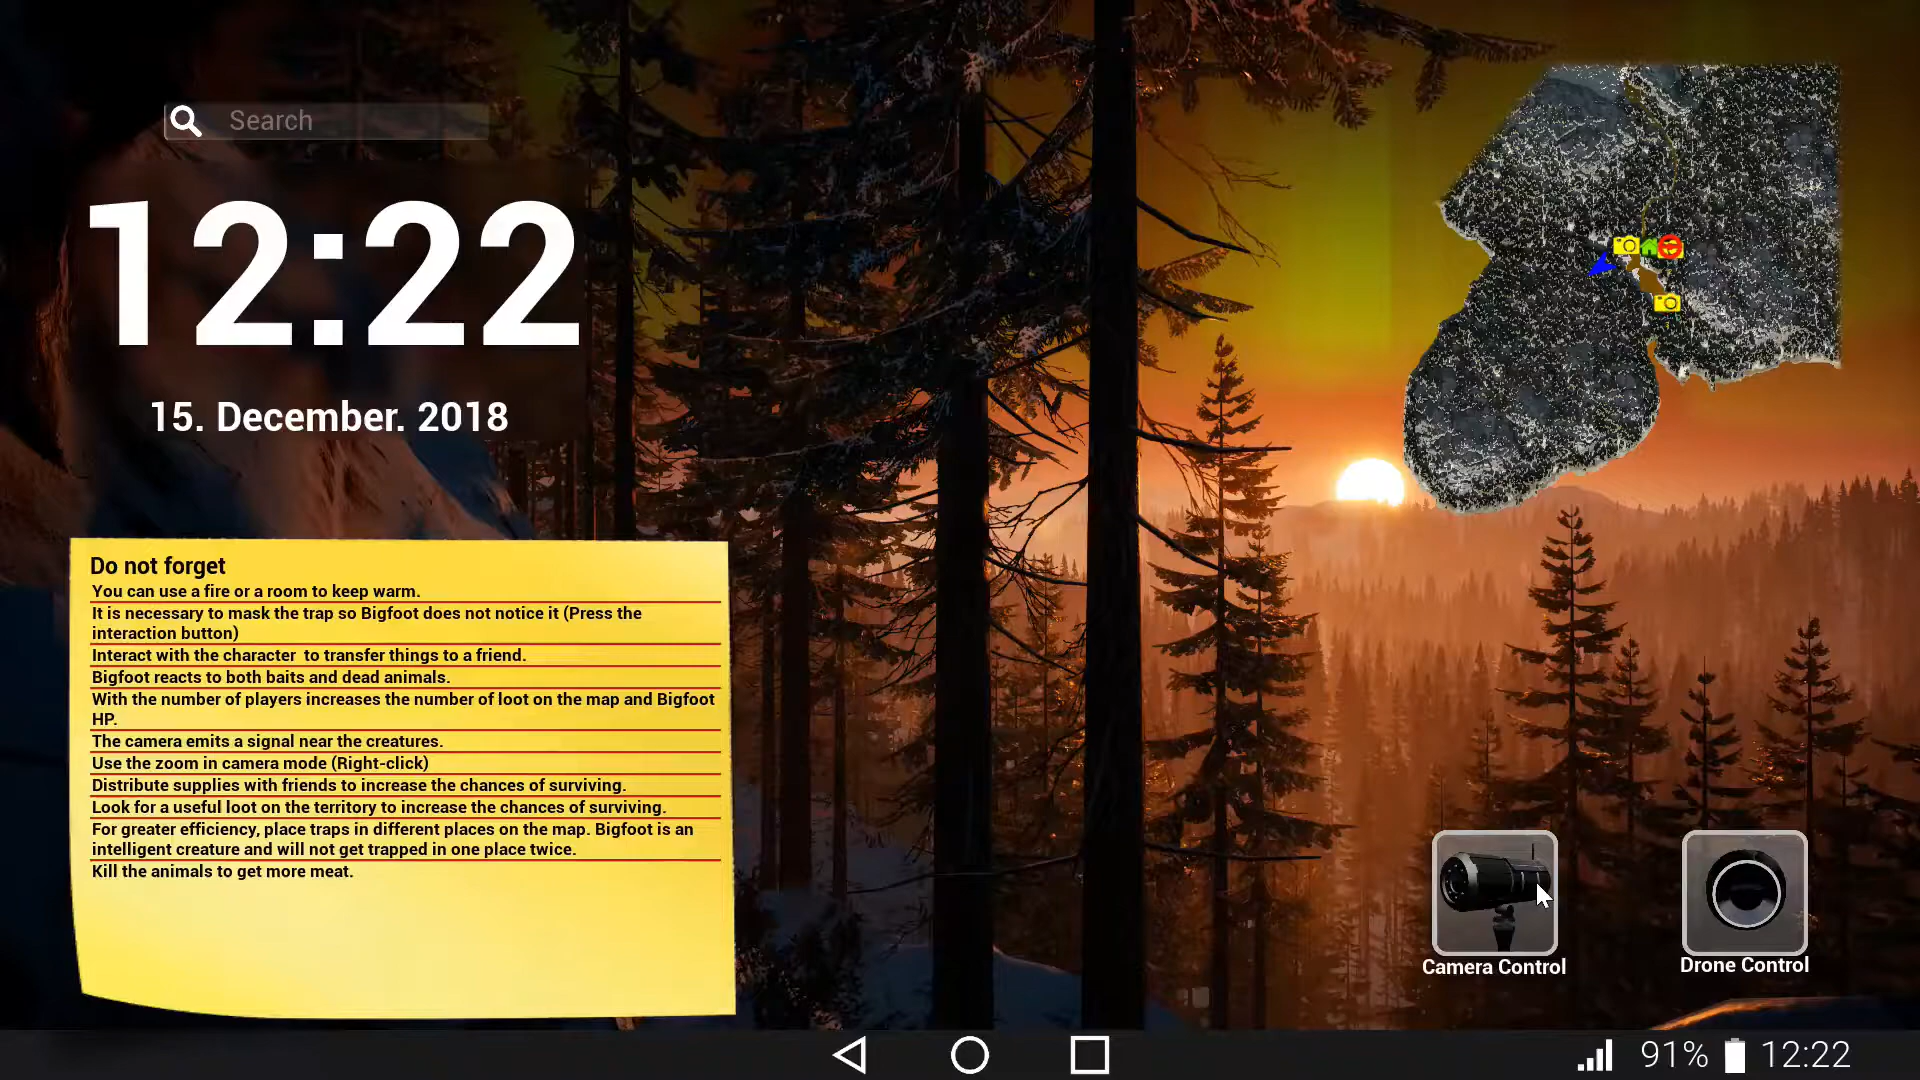 Search
12:22
15. December. 2018
Do not forget
You can use a fire or a room to keep warm.
It is necessary to mask the trap so Bigfoot does not notice it (Press the
interaction button)
Interact with the character  to transfer things to a friend.
Bigfoot reacts to both baits and dead animals.
With the number of players increases the number of loot on the map and Bigfoot
HP.
The camera emits a signal near the creatures.
Use the zoom in camera mode (Right-click)
Distribute supplies with friends to increase the chances of surviving.
Look for a useful loot on the territory to increase the chances of surviving.
For greater efficiency, place traps in different places on the map. Bigfoot is an
intelligent creature and will not get trapped in one place twice.
Kill the animals to get more meat.
Camera Control
Drone Control
91% 12:22